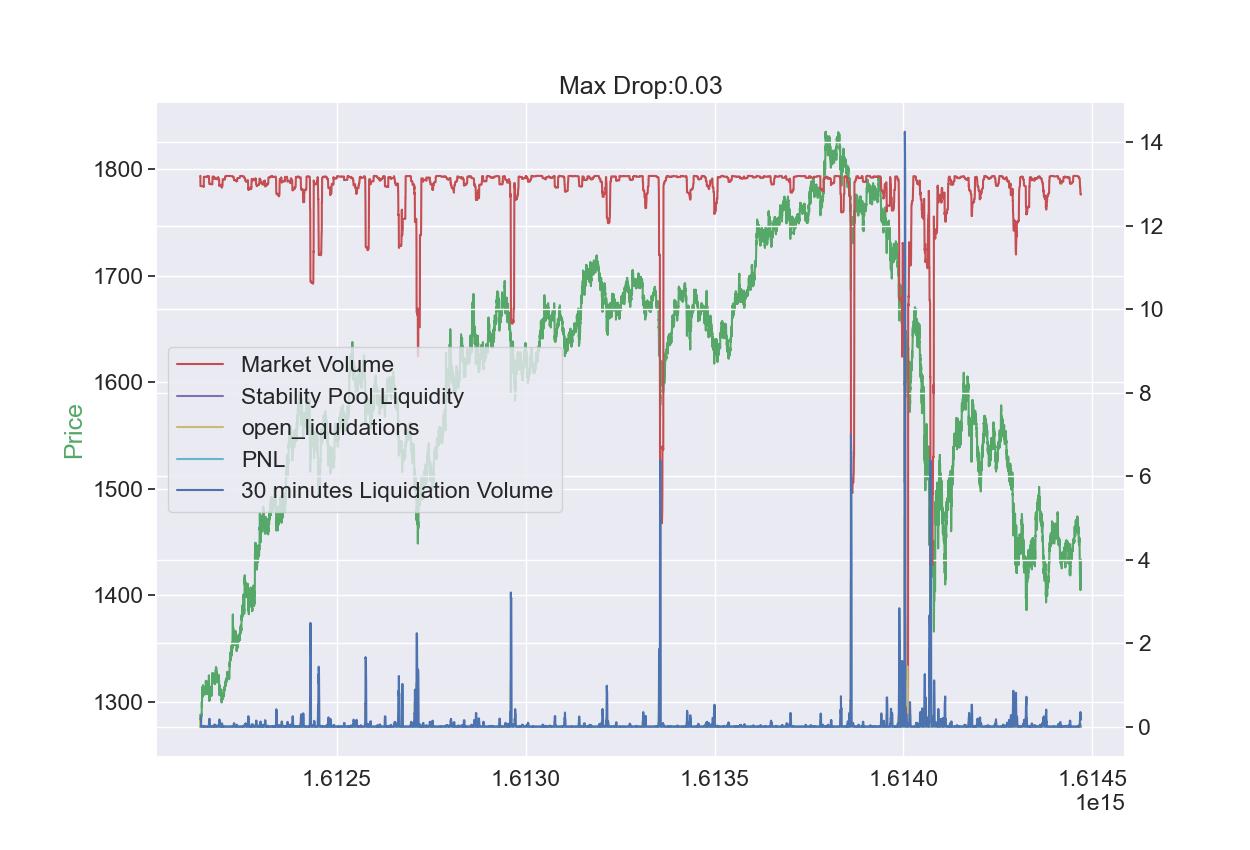 Max Drop:0.03
1800
1700
1600
1500
1400
1300
Price
14
12
10
8
6
4
2
0
Market Volume
Stability Pool Liquidity
open_liquidations
PNL
30 minutes Liquidation Volume
1.6125
1.6130
1.6135
1.6140
1.6145
1e15